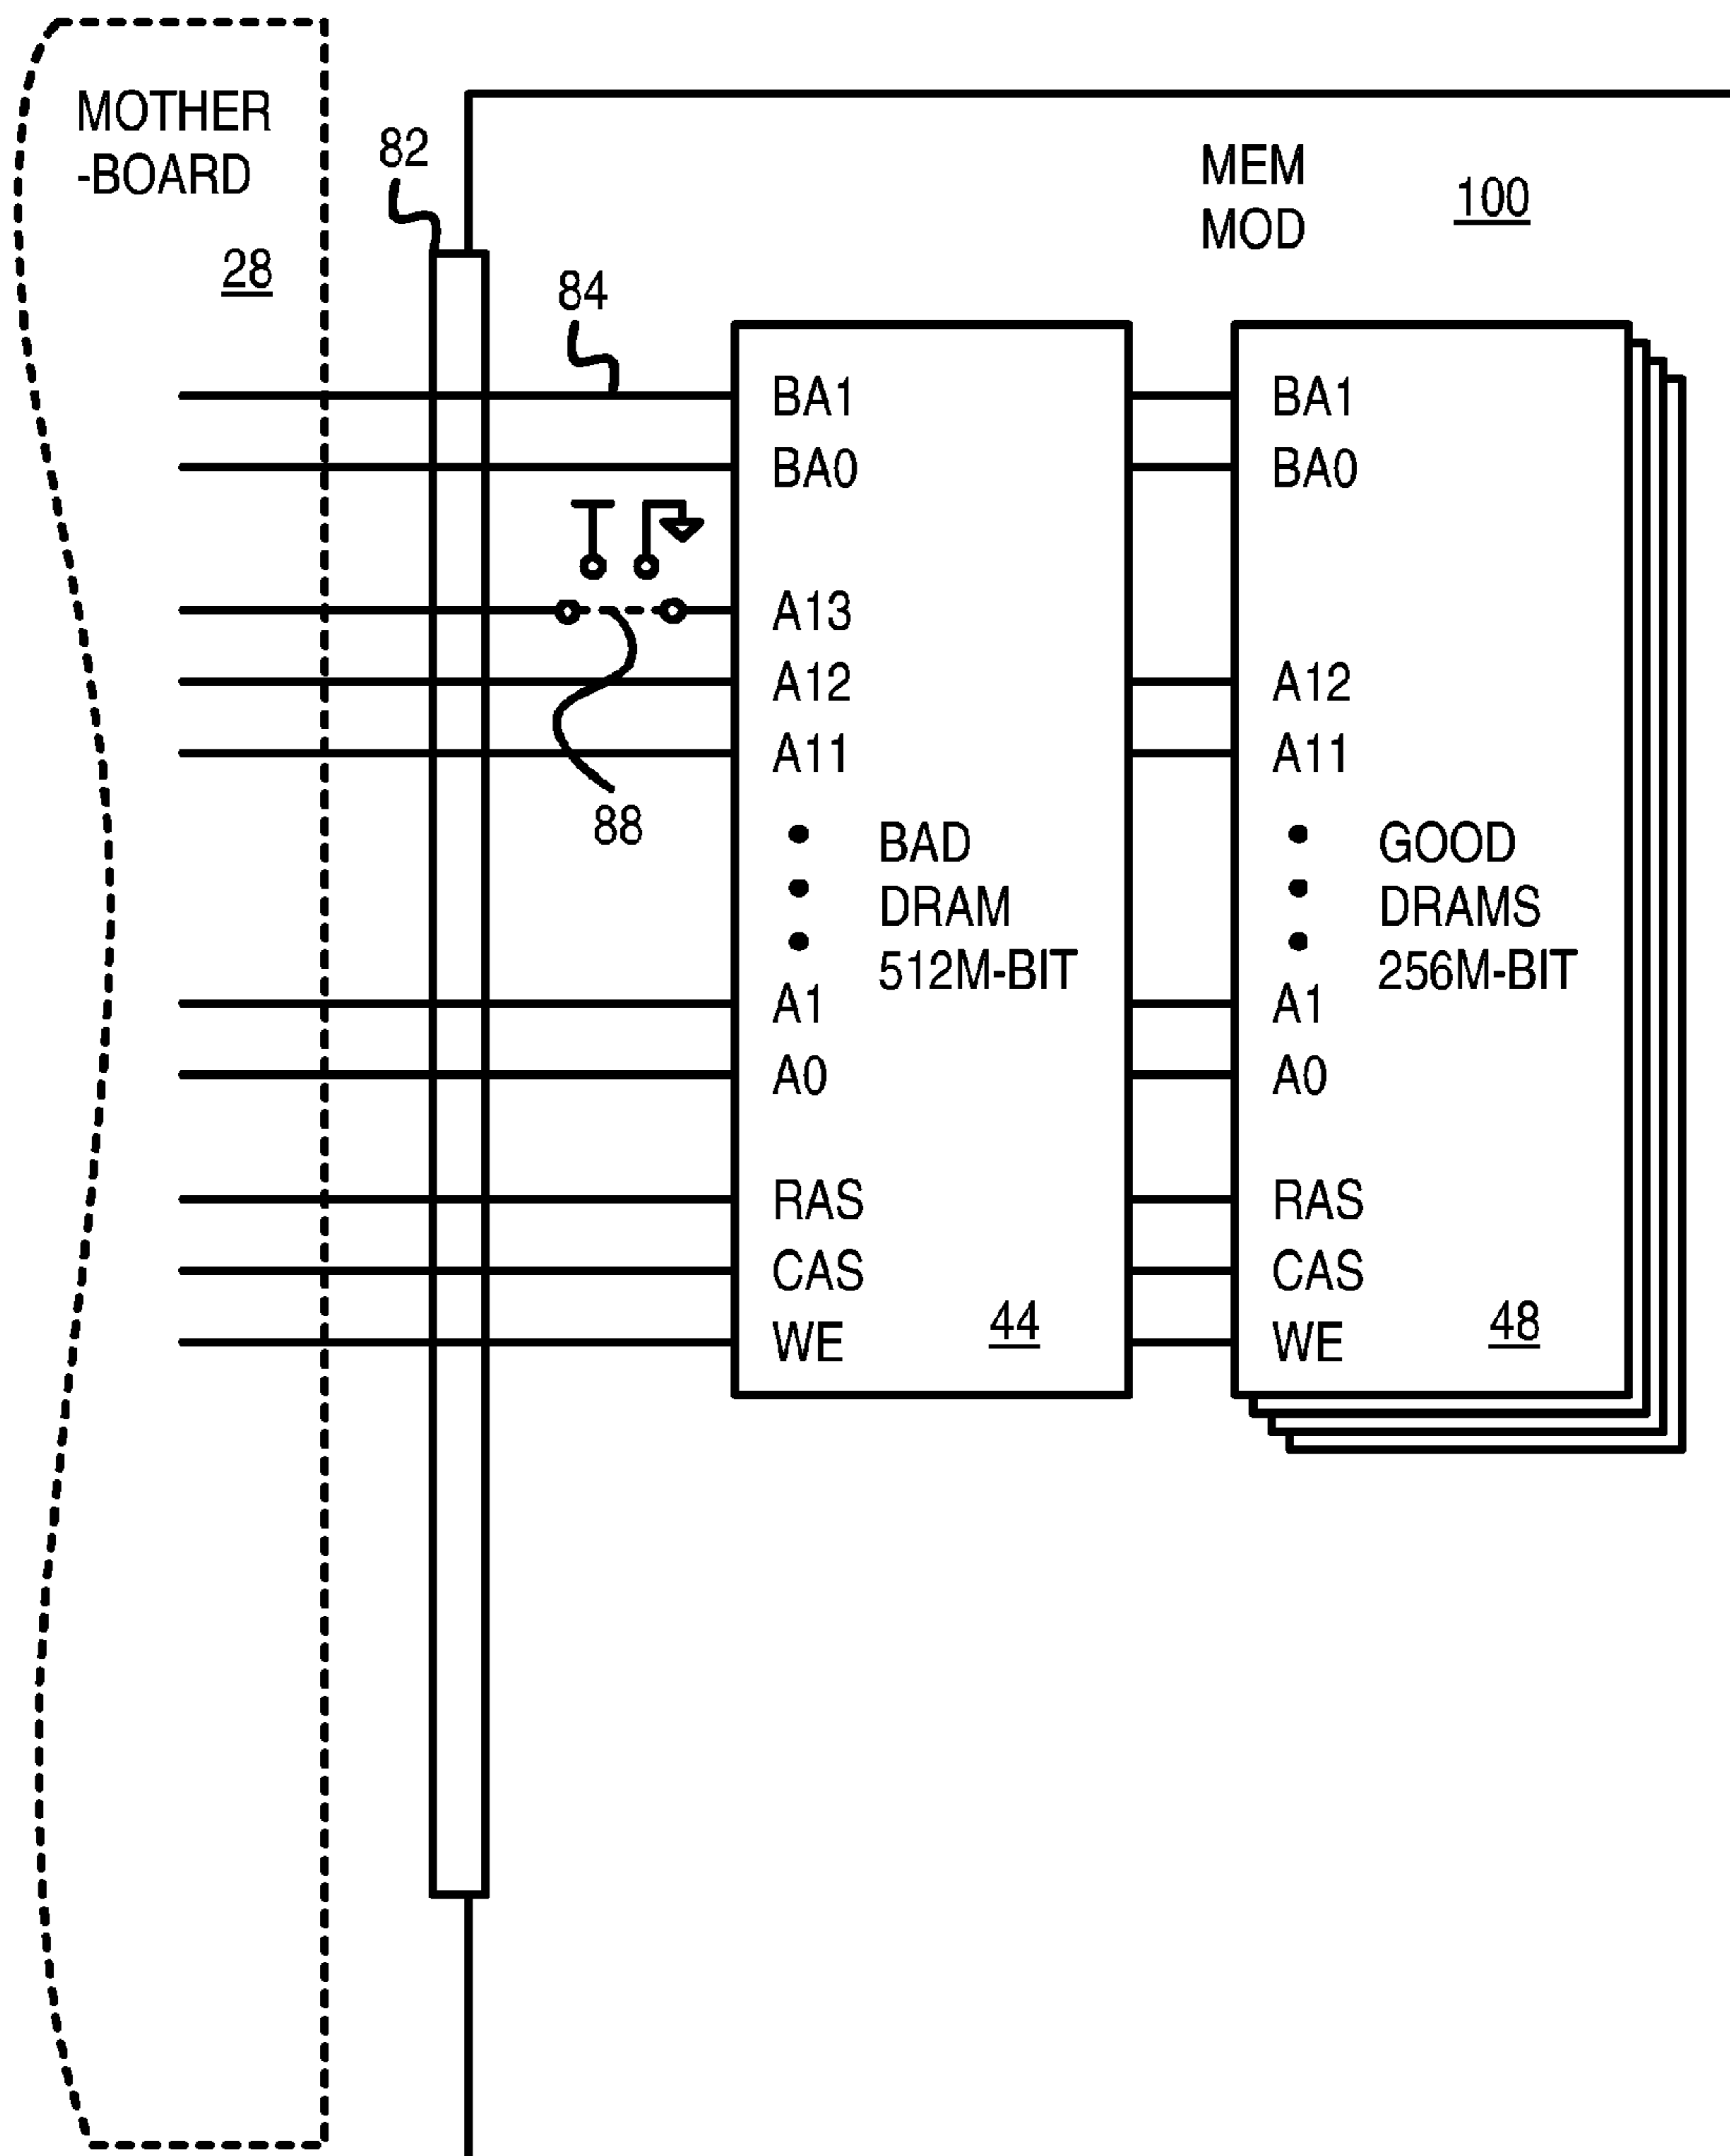 MOTHER
-BOARD
28
82
84
MEM
MOD
100
BA1
BA0
A13
A12
A11
88
BAD
DRAM
512M-BIT
A1
A0
RAS
CAS
WE
44
BA1
BA0
A12
A11
GOOD
DRAMS
256M-BIT
A1
A0
RAS
CAS
WE
48